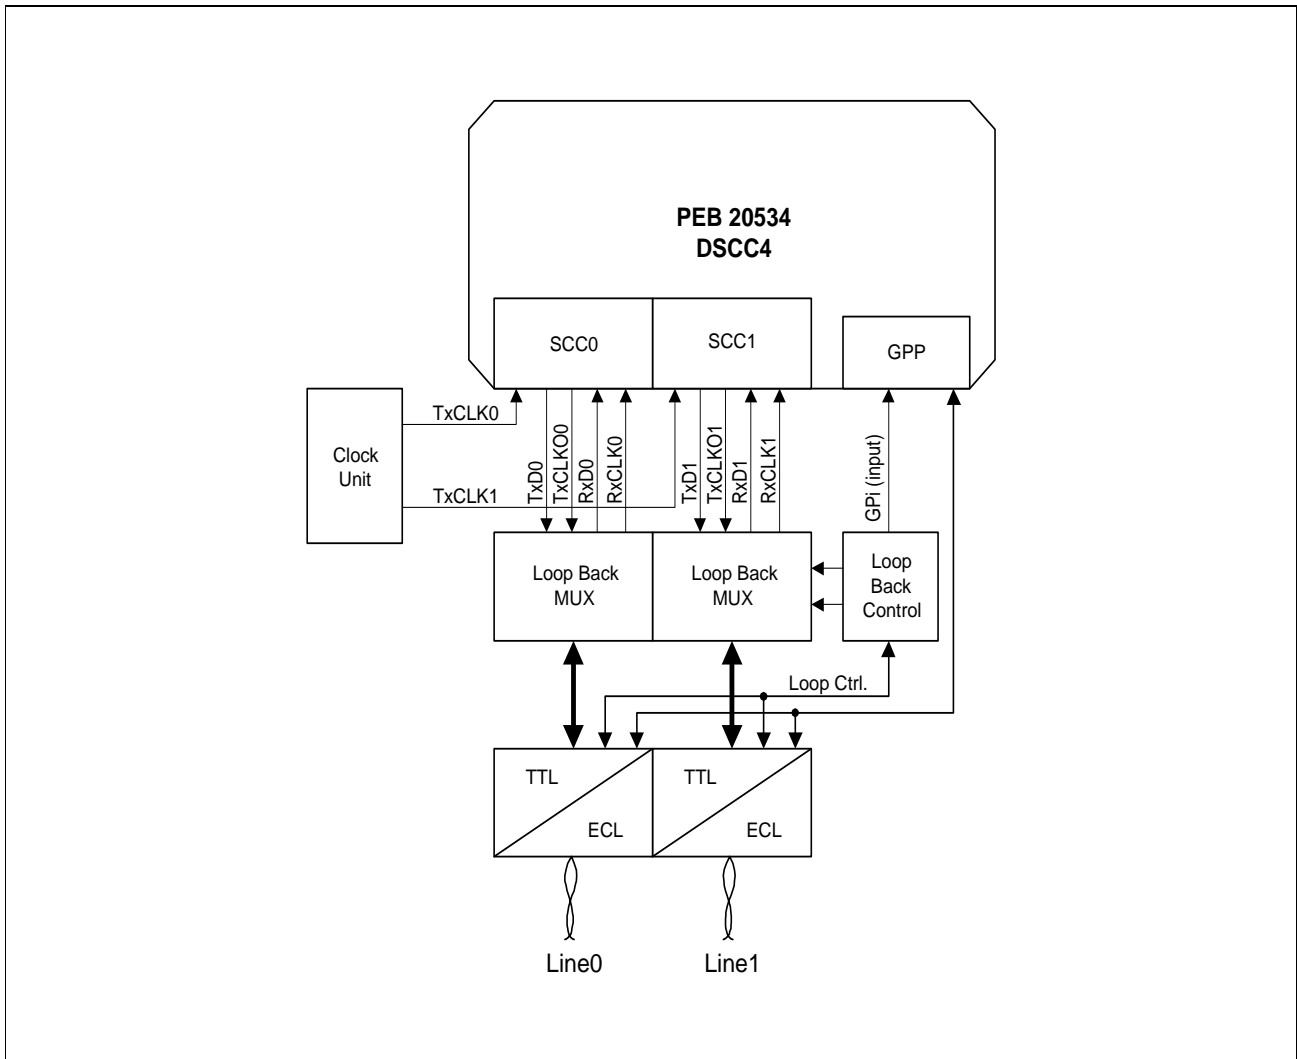 PEB 20534
DSCC4
SCC0
SCC1
GPP
Clock
Unit
TxCLK0
TxCLK1
TxD0
TxCLKO0
RxD0
RxCLK0
TxD1
TxCLKO1
RxD1
RxCLK1
GPi (input)
Loop Back
MUX
Loop Back
MUX
Loop
Back
Control
Loop Ctrl.
TTL
ECL
TTL
ECL
Line0
Line1